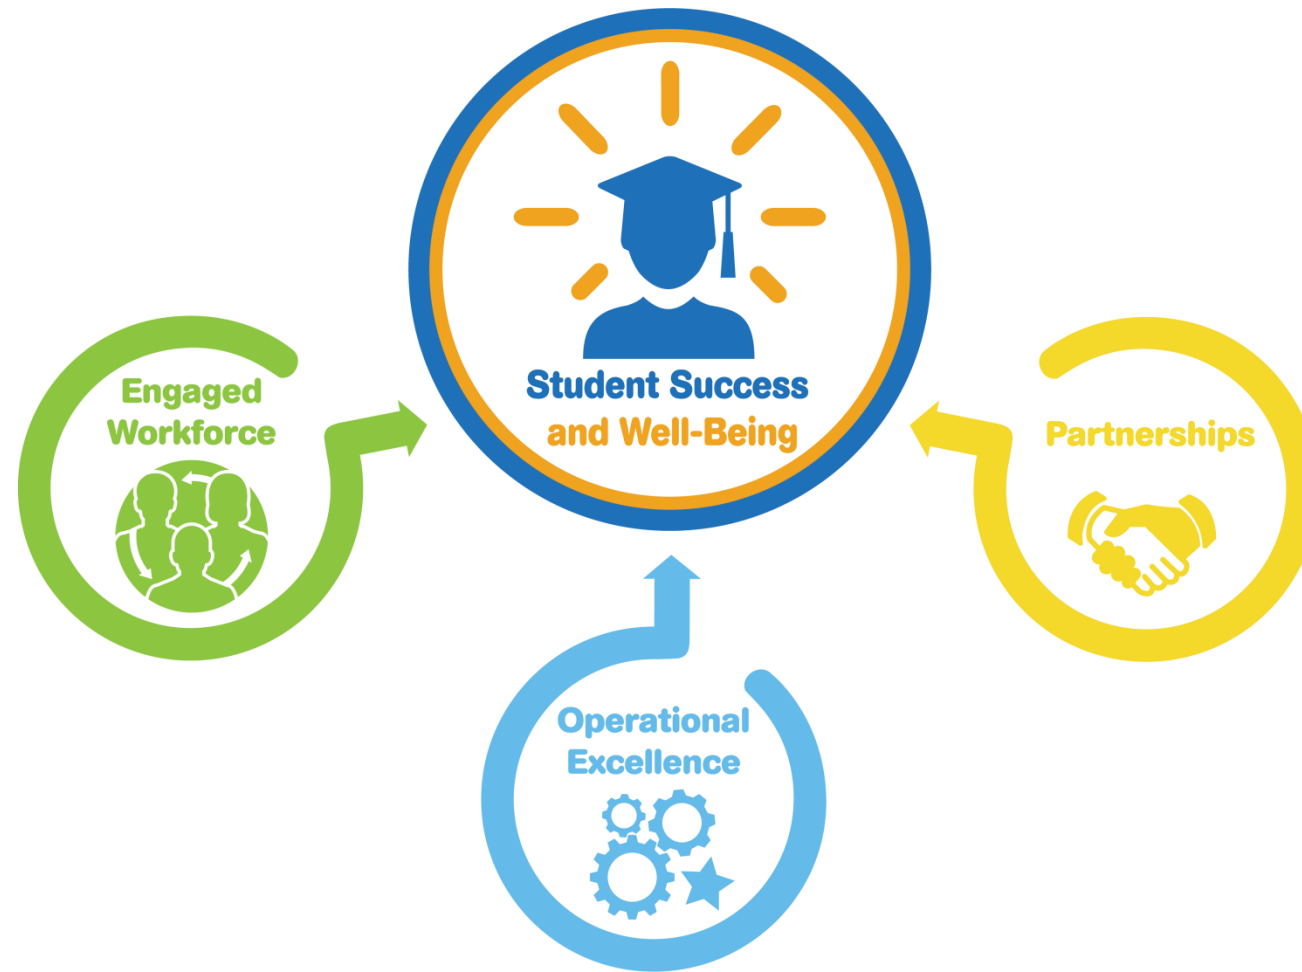 Student Success
and Well-Being
Engaged
Workforce
Partnerships
Operational
Excellence